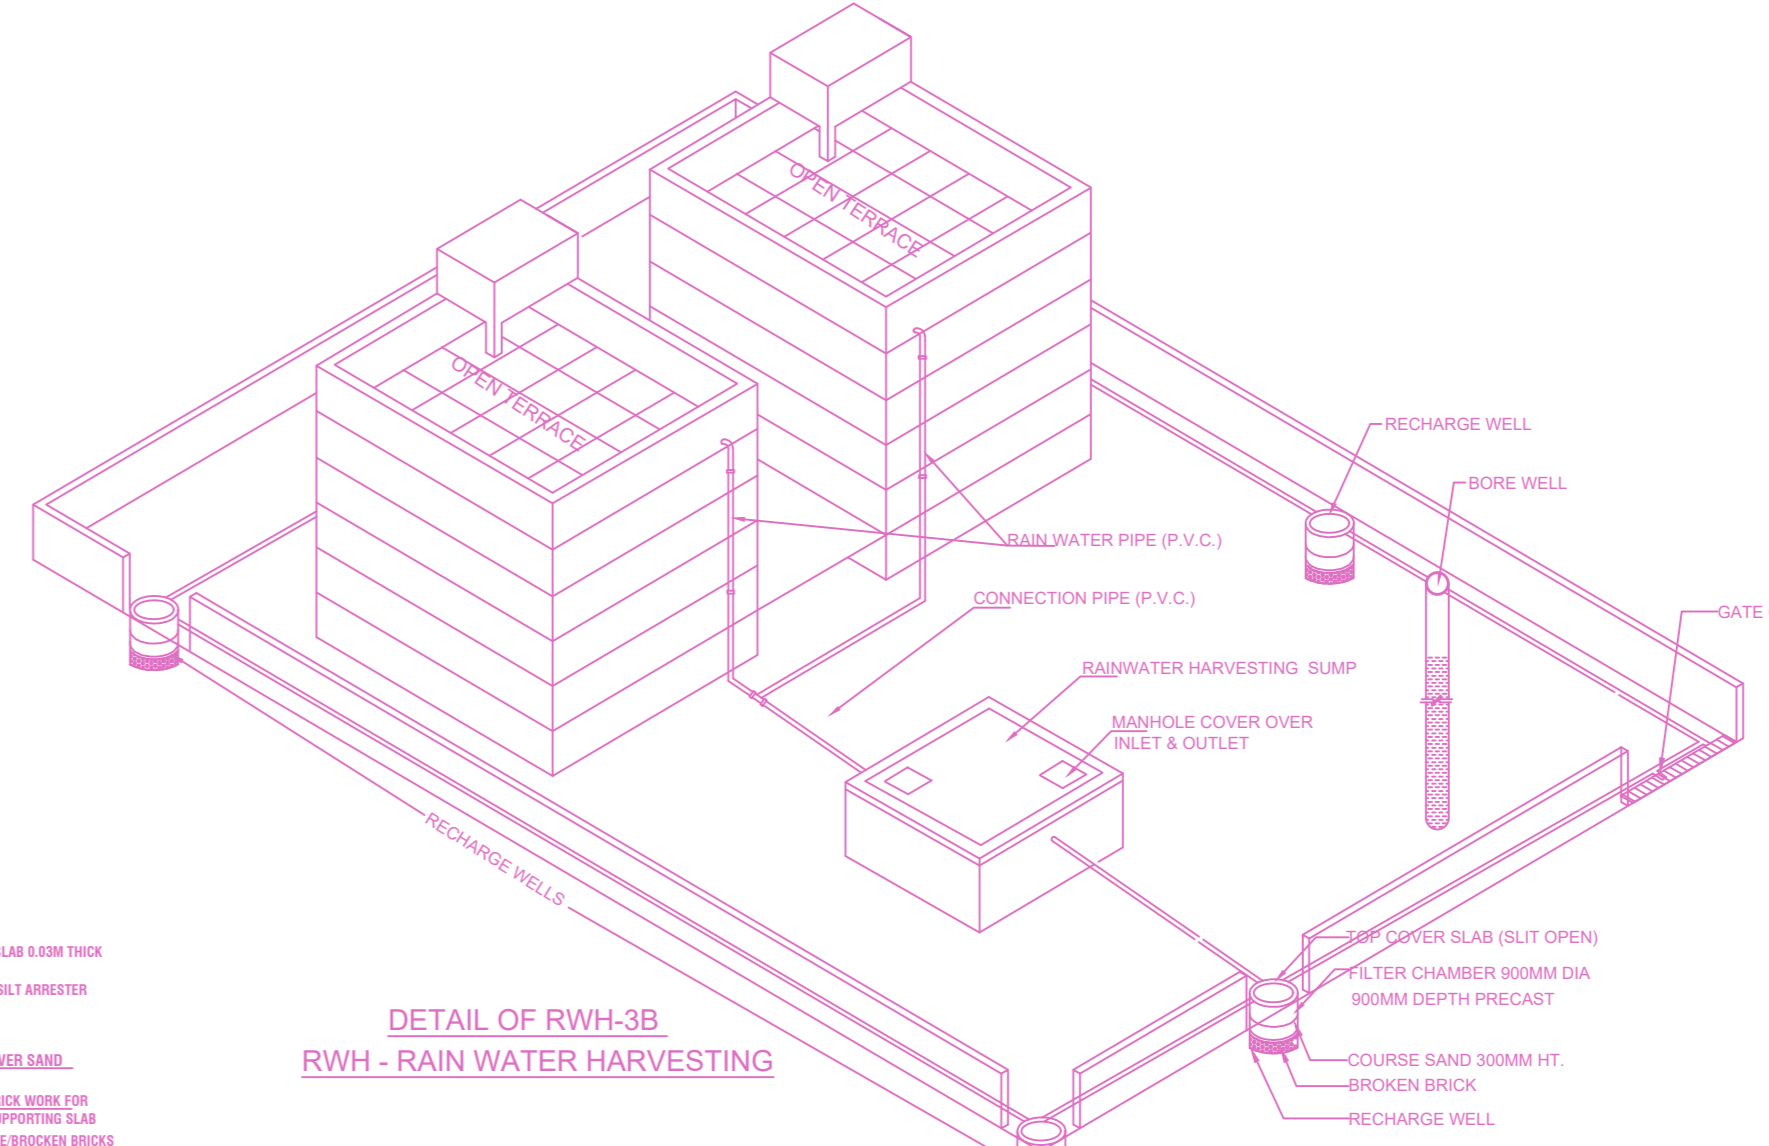 OPEN TERRACE
OPEN TERRACE
RECHARGE WELL
BORE WELL
RAIN WATER PIPE (P.V.C.)
CONNECTION PIPE (P.V.C.)
GATE
RAINWATER HARVESTING SUMP
MANHOLE COVER OVER
INLET & OUTLET
RECHARGE WELLS
TOP COVER SLAB (SLIT OPEN)
FILTER CHAMBER 900MM DIA
900MM DEPTH PRECAST
COURSE SAND 300MM HT.
BROKEN BRICK
RECHARGE WELL
SLAB 0.03M THICK
SILT ARRESTER
VER SAND
RICK WORK FOR
UPPORTING SLAB
E/BROCKEN BRICKS
DETAIL OF RWH-3B
RWH - RAIN WATER HARVESTING